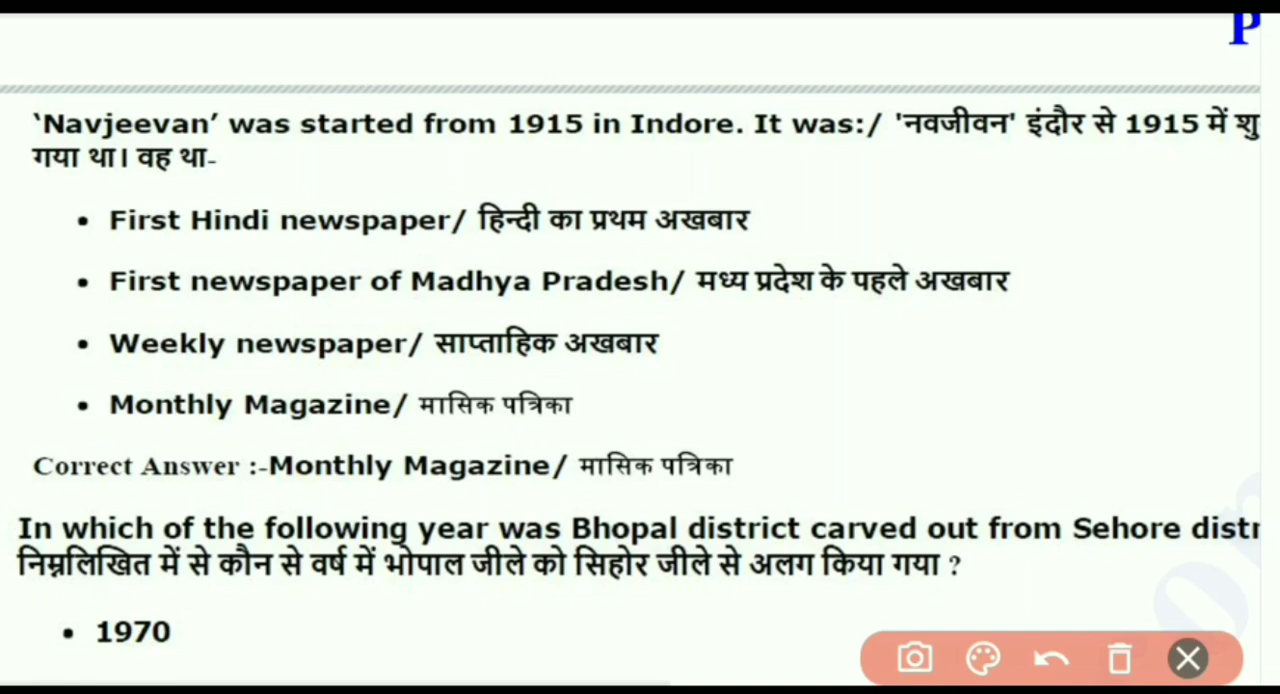 P
‘Navjeevan’ was started from 1915 in Indore. It was:/ 'नवजीवन' इंदौर से 1915 में शु
गया था। वह था-
• First Hindi newspaper/ हिन्दी का प्रथम अखबार
• First newspaper of Madhya Pradesh/ मध्य प्रदेश के पहले अखबार
• Weekly newspaper/ साप्ताहिक अखबार
• Monthly Magazine/ मासिक पत्रिका
Correct Answer :-Monthly Magazine/ मासिक पत्रिका
In which of the following year was Bhopal district carved out from Sehore distr
निम्नलिखित में से कौन से वर्ष में भोपाल जीले को सिहोर जीले से अलग किया गया ?
• 1970